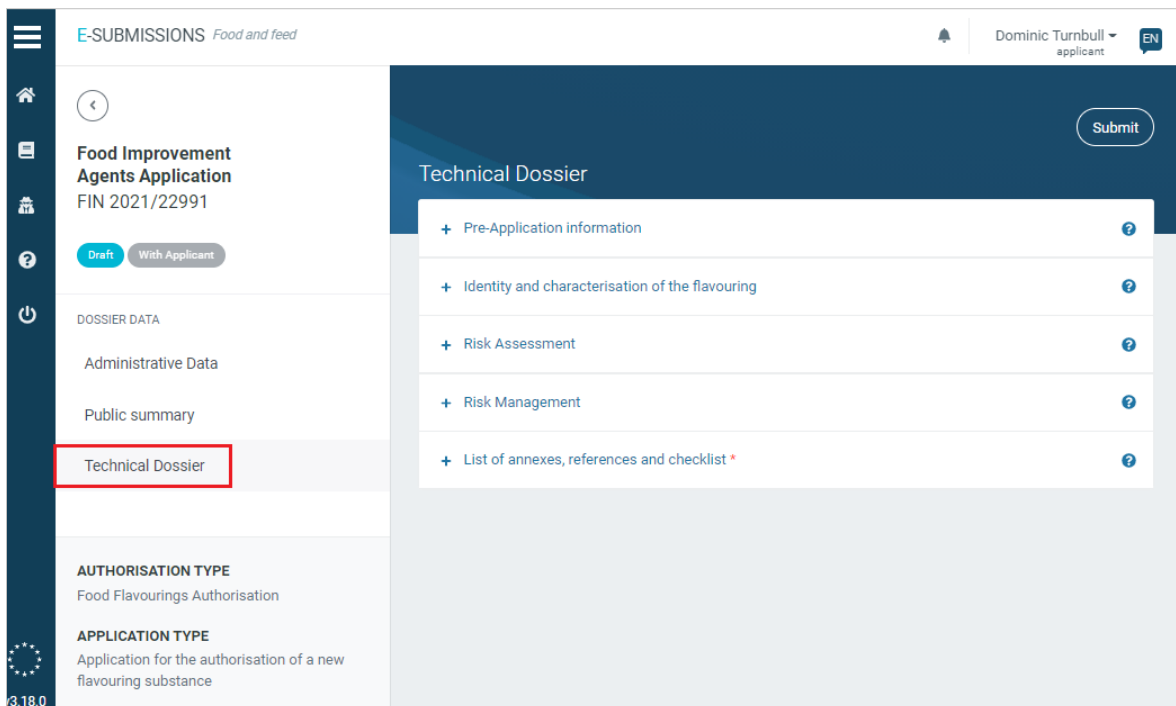 E-SUBMISSIONS Food and feed
Dominic Turnbull
applicant
EN
Food Improvement
Agents Application
FIN 2021/22991
Draft
With Applicant
DOSSIER DATA
Administrative Data
Public summary
Technical Dossier
AUTHORISATION TYPE
Food Flavourings Authorisation
APPLICATION TYPE
Application for the authorisation of a new
flavouring substance
v3.18.0
Submit
Technical Dossier
+ Pre-Application information
+ Identity and characterisation of the flavouring
+ Risk Assessment
+ Risk Management
+ List of annexes, references and checklist *